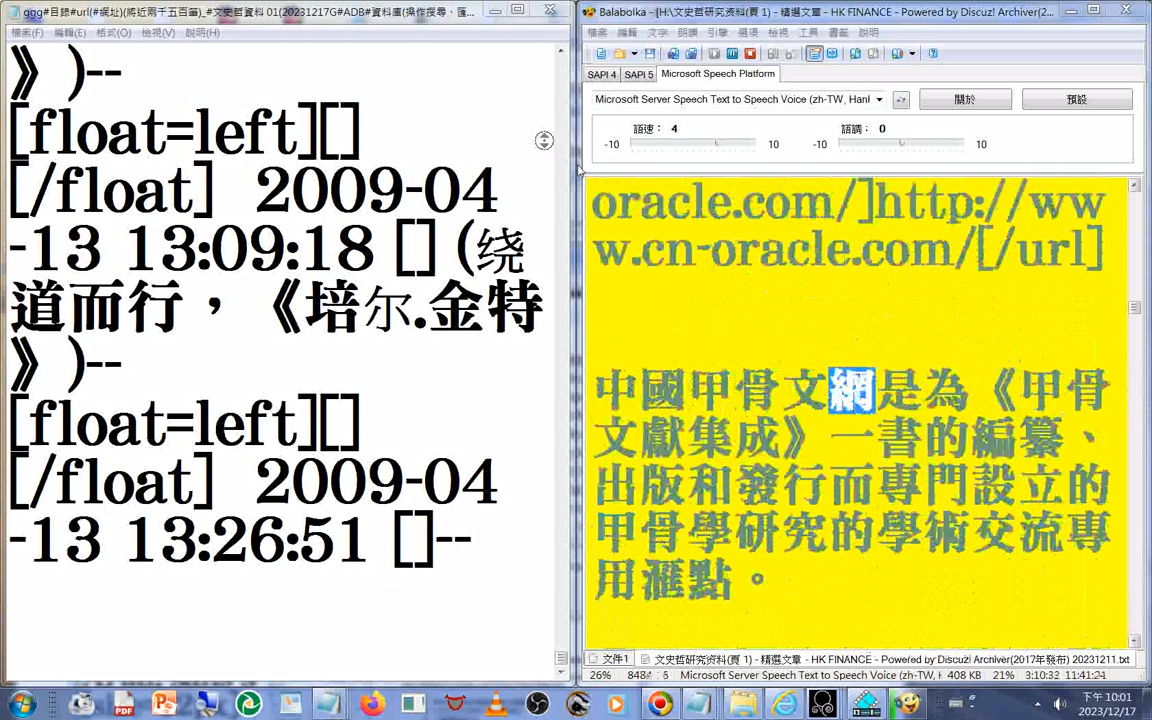 ggg#目錄#url(#網址)(將近兩千五百筆)_#文史哲資料 01(20231217G#ADB#資料庫(操作搜尋、匯...
檔案(F) 編輯(E) 格式(O) 檢視(V) 說明(H)
》)--
[float=left][]
[/float] 2009-04
-13 13:09:18 [] (绕
道而行，《培尔.金特
》)--
[float=left][]
[/float] 2009-04
-13 13:26:51 []--
Balabolka - [H:\文史哲研究资料(頁 1) - 精選文章 - HK FINANCE - Powered by Discuz! Archiver(2...
檔案 編輯 文字 朗讀 引擎 選項 檢視 工具 書籤 說明
SAPI 4 SAPI 5 Microsoft Speech Platform
Microsoft Server Speech Text to Speech Voice (zh-TW, Hanl
關於 預設
語速： 4 語調： 0
-10 10 -10 10
oracle.com/]http://ww
w.cn-oracle.com/[/url]
中國甲骨文網是為《甲骨
文獻集成》一書的編纂、
出版和發行而專門設立的
甲骨學研究的學術交流專
用滙點。
文件1 文史哲研究资料(頁 1) - 精選文章 - HK FINANCE - Powered by Discuz! Archiver(2017年發布) 20231211.txt
26% Microsoft Server Speech Text to Speech Voice (zh-TW, H 408 KB 21% 3:10:32 11:41:24
下午 10:01
2023/12/17